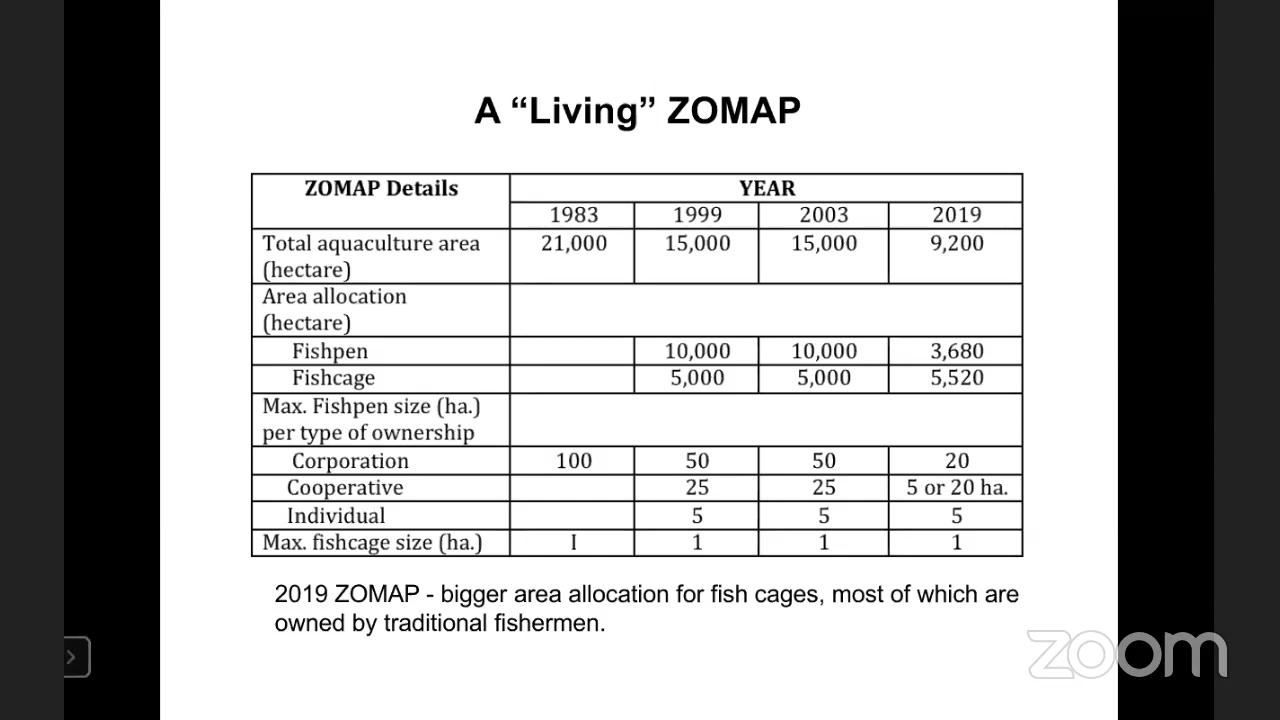 A “Living” ZOMAP
ZOMAP Details YEAR
1983 1999 2003 2019
Total aquaculture area 21,000 15,000 15,000 9,200
(hectare)
Area allocation
(hectare)
Fishpen 10,000 10,000 3,680
Fishcage 5,000 5,000 5,520
Max. Fishpen size (ha.)
per type of ownership
Corporation 100 50 50 20
Cooperative 25 25 5 or 20 ha.
Individual 5 5 5
Max. fishcage size (ha.) I 1 1 1
2019 ZOMAP - bigger area allocation for fish cages, most of which are
owned by traditional fishermen.
zoom